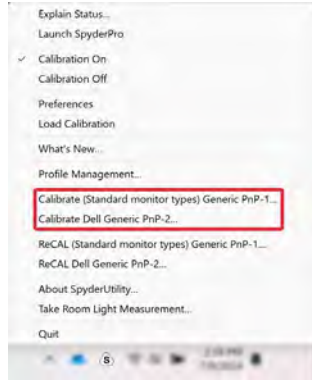 Explain Status...
Launch SpyderPro
Calibration On
Calibration Off
Preferences
Load Calibration
What's New...
Profile Management...
Calibrate (Standard monitor types) Generic PnP-1...
Calibrate Dell Generic PnP-2...
ReCAL (Standard monitor types) Generic PnP-1...
ReCAL Dell Generic PnP-2...
About SpyderUtility...
Take Room Light Measurement...
Quit
S